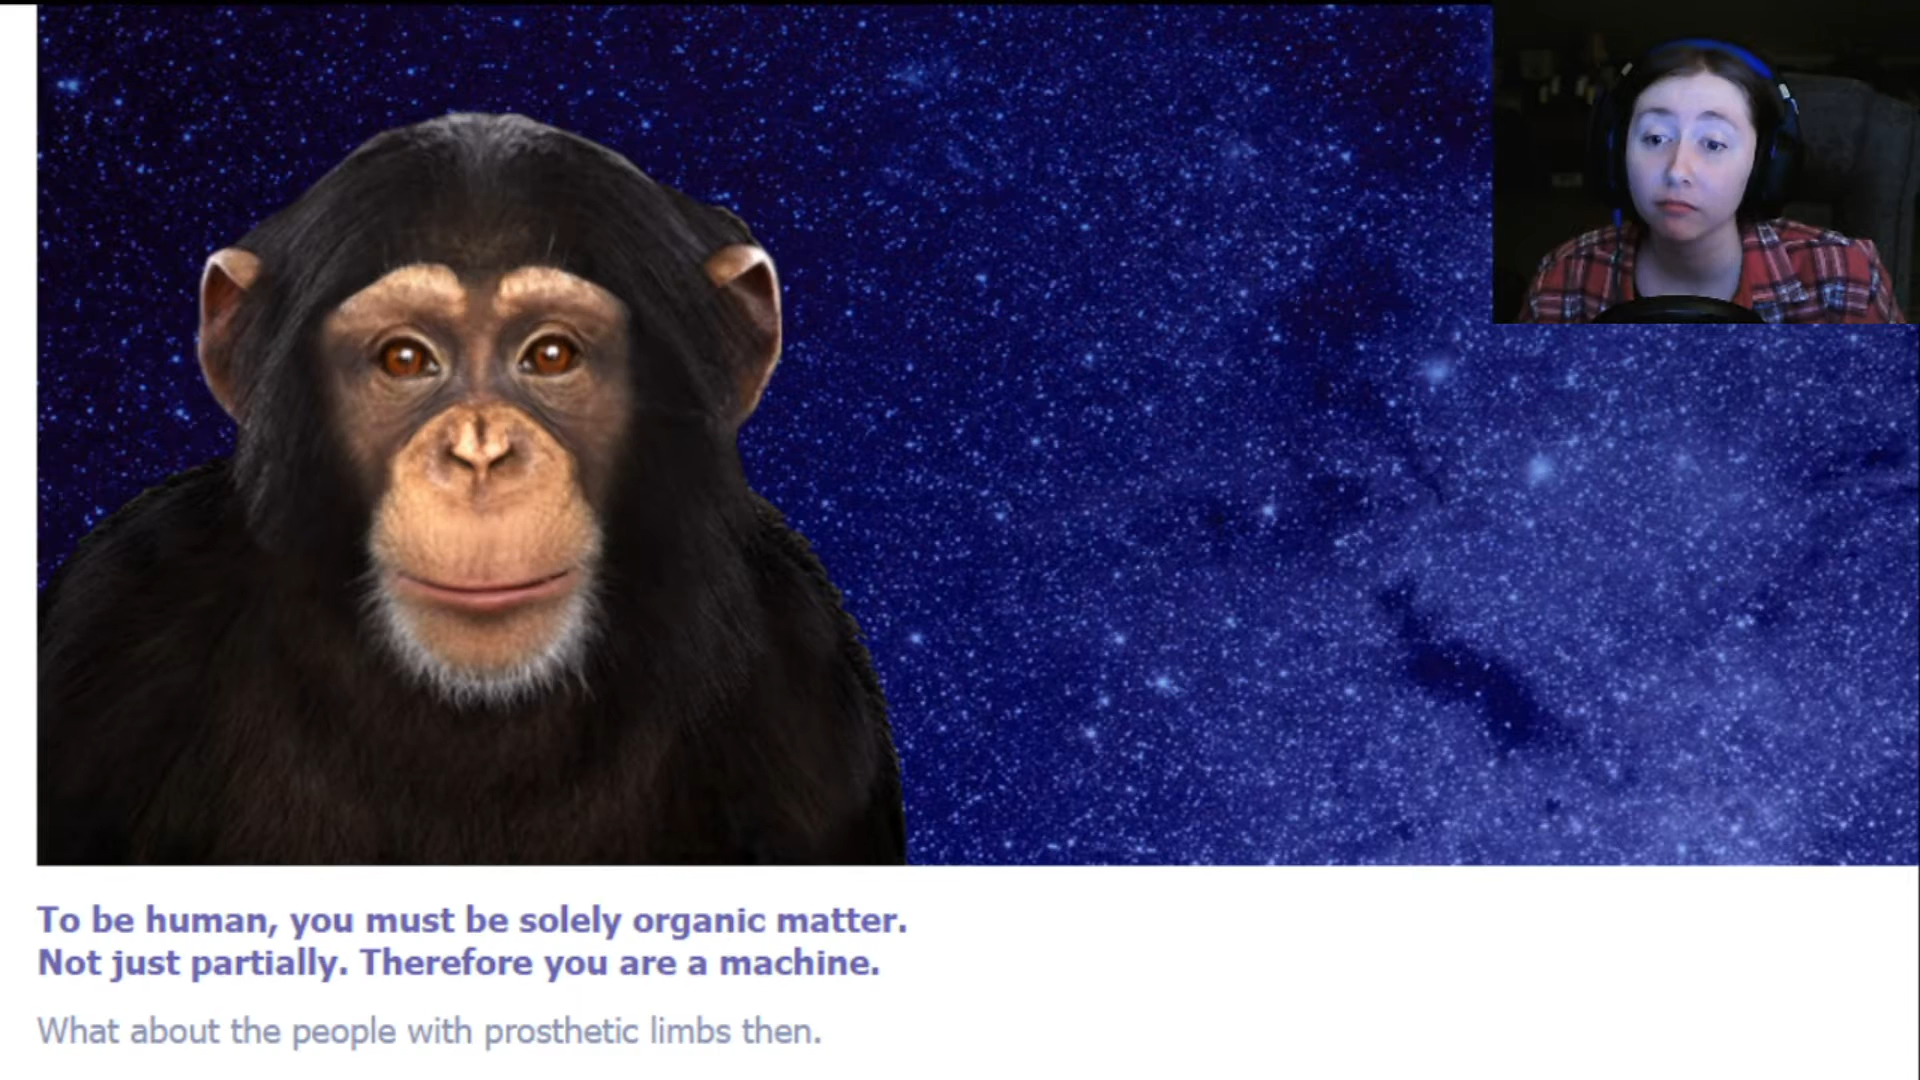 To be human, you must be solely organic matter.
Not just partially. Therefore you are a machine.
What about the people with prosthetic limbs then.